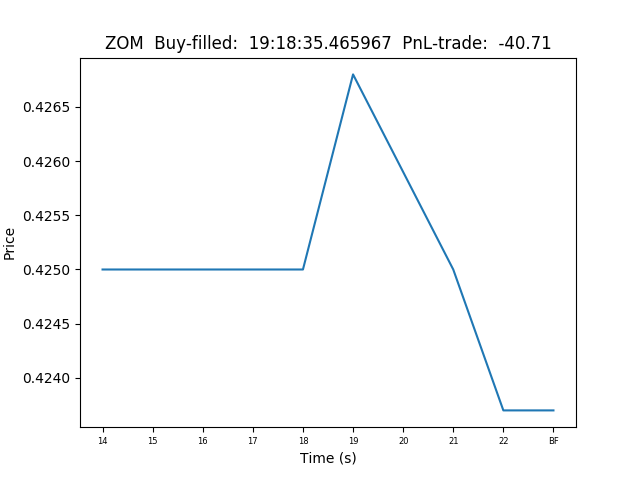 ZOM  Buy-filled:  19:18:35.465967  PnL-trade:  -40.71
0.4265
0.4260
0.4255
0.4250
0.4245
0.4240
Price
14 15 16 17 18 19 20 21 22 BF
Time (s)